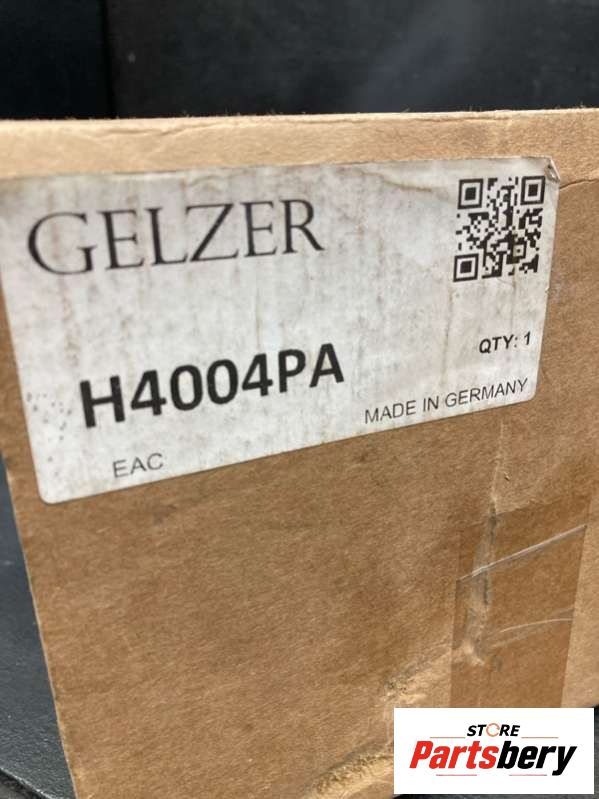 GELZER
H4004PA
QTY: 1
EAC
MADE IN GERMANY
STORE
Partsbery